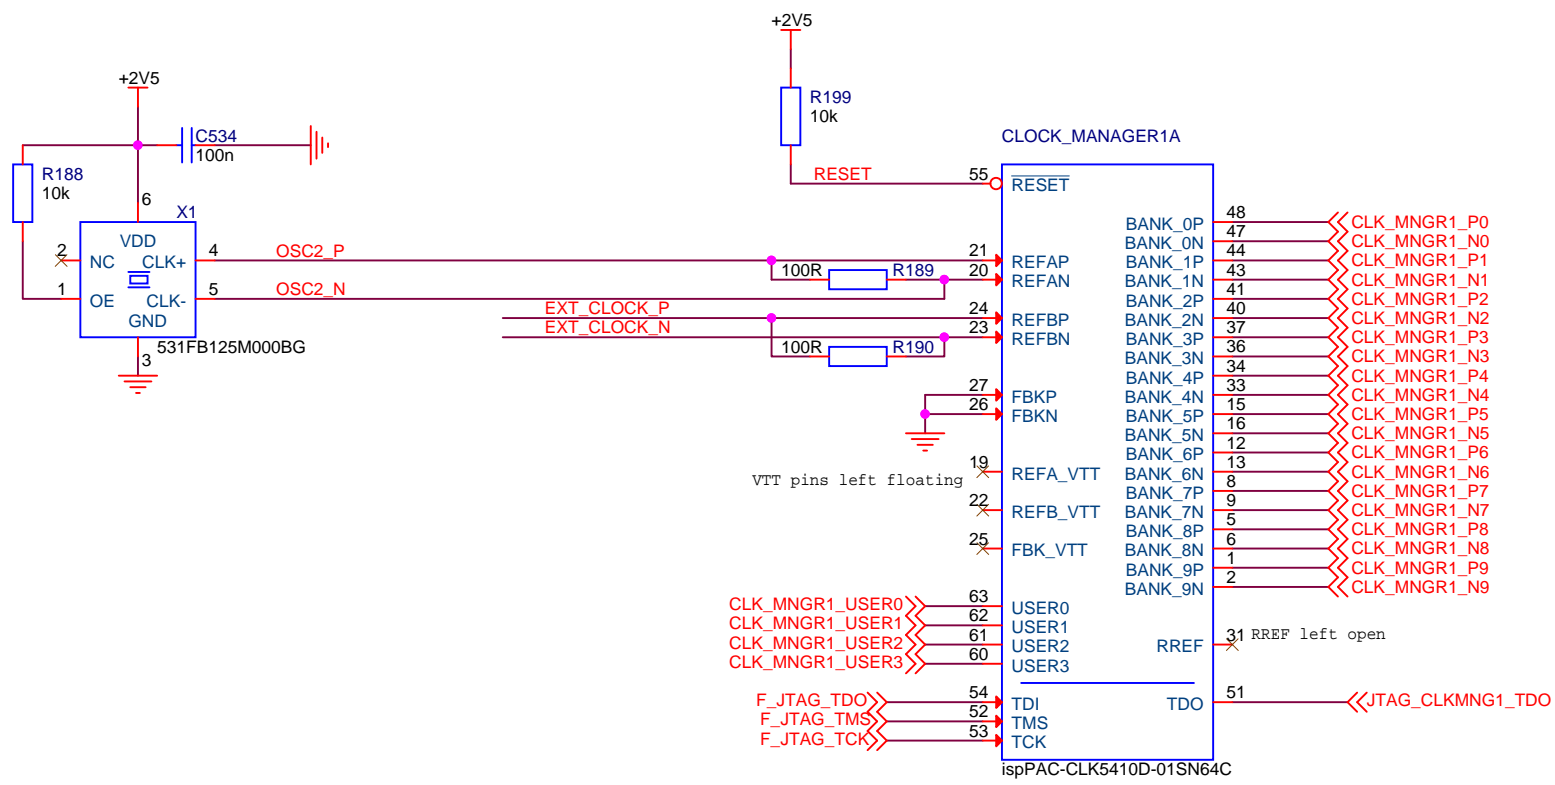 +2V5
+2V5
R199
10k
C534
100n
CLOCK_MANAGER1A
R188
10k
RESET
55
RESET
6
X1
VDD
2
NC
CLK+
4
OSC2_P
1
OE
CLK-
5
OSC2_N
GND
531FB125M000BG
3
21
REFAP
100R
R189
20
REFAN
EXT_CLOCK_P
24
REFBP
EXT_CLOCK_N
23
REFBN
100R
R190
27
FBKP
26
FBKN
19
REFA_VTT
VTT pins left floating
22
REFB_VTT
25
FBK_VTT
CLK_MNGR1_USER0
63
USER0
CLK_MNGR1_USER1
62
USER1
CLK_MNGR1_USER2
61
USER2
CLK_MNGR1_USER3
60
USER3
F_JTAG_TDO
54
TDI
F_JTAG_TMS
52
TMS
F_JTAG_TCK
53
TCK
BANK_0P
48
CLK_MNGR1_P0
BANK_0N
47
CLK_MNGR1_N0
BANK_1P
44
CLK_MNGR1_P1
BANK_1N
43
CLK_MNGR1_N1
BANK_2P
41
CLK_MNGR1_P2
BANK_2N
40
CLK_MNGR1_N2
BANK_3P
37
CLK_MNGR1_P3
BANK_3N
36
CLK_MNGR1_N3
BANK_4P
34
CLK_MNGR1_P4
BANK_4N
33
CLK_MNGR1_N4
BANK_5P
15
CLK_MNGR1_P5
BANK_5N
16
CLK_MNGR1_N5
BANK_6P
12
CLK_MNGR1_P6
BANK_6N
13
CLK_MNGR1_N6
BANK_7P
8
CLK_MNGR1_P7
BANK_7N
9
CLK_MNGR1_N7
BANK_8P
5
CLK_MNGR1_P8
BANK_8N
6
CLK_MNGR1_N8
BANK_9P
1
CLK_MNGR1_P9
BANK_9N
2
CLK_MNGR1_N9
RREF
31
RREF left open
TDO
51
JTAG_CLKMNG1_TDO
ispPAC-CLK5410D-01SN64C